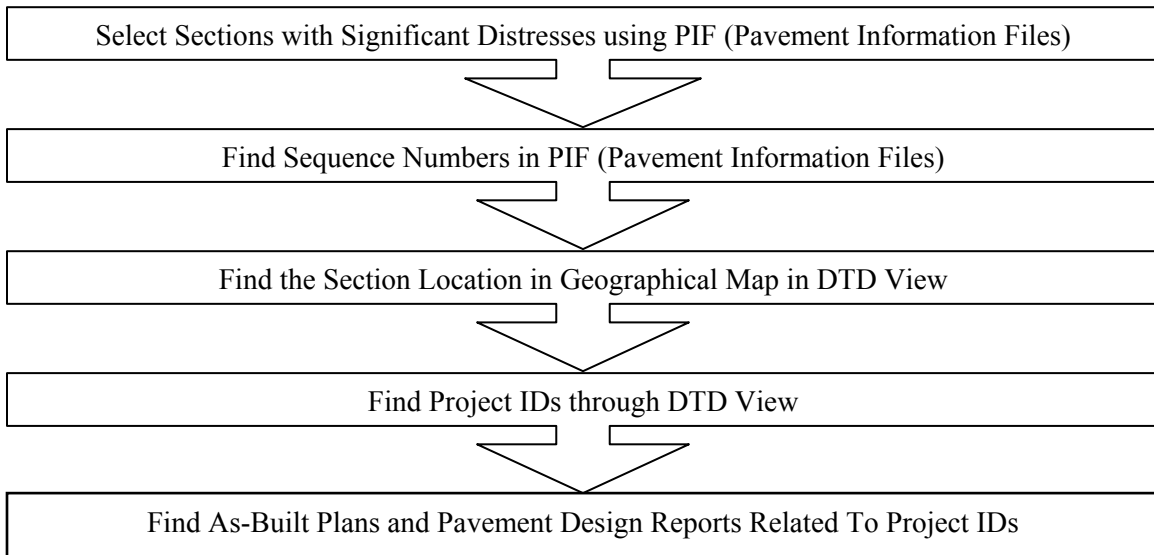 Select Sections with Significant Distresses using PIF (Pavement Information Files)
Find Sequence Numbers in PIF (Pavement Information Files)
Find the Section Location in Geographical Map in DTD View
Find Project IDs through DTD View
Find As-Built Plans and Pavement Design Reports Related To Project IDs